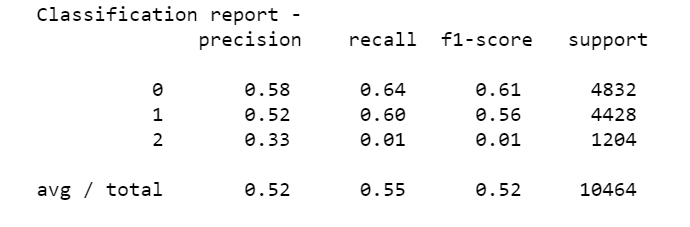 Classification report -
precision recall f1-score support
0 0.58 0.64 0.61 4832
1 0.52 0.60 0.56 4428
2 0.33 0.01 0.01 1204
avg / total 0.52 0.55 0.52 10464